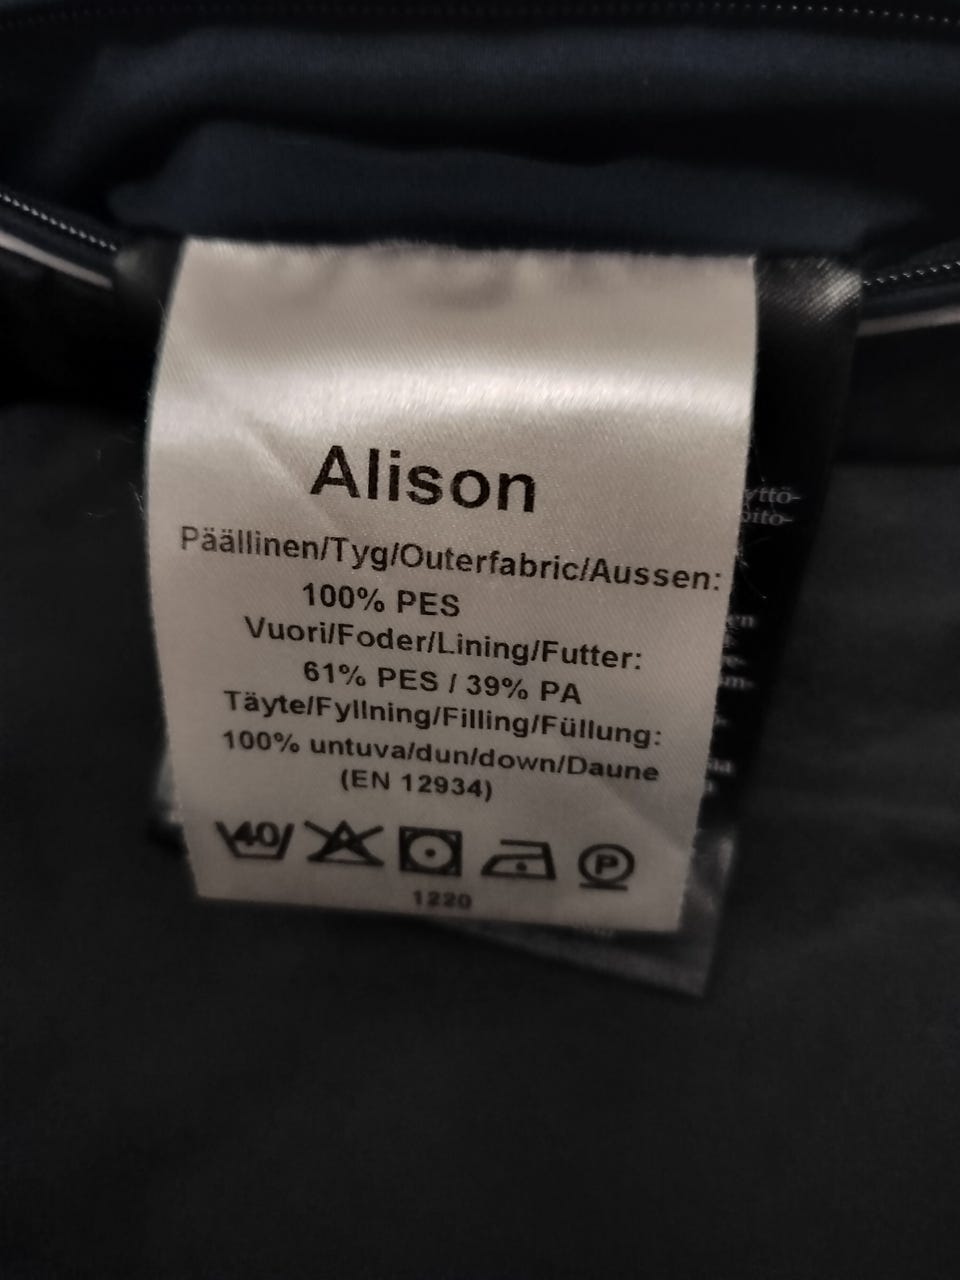 Alison
Päällinen/Tyg/Outerfabric/Aussen:
100% PES
Vuori/Foder/Lining/Futter:
61% PES / 39% PA
Täyte/Fyllning/Filling/Füllung:
100% untuva/dun/down/Daune
(EN 12934)
40 P
1220